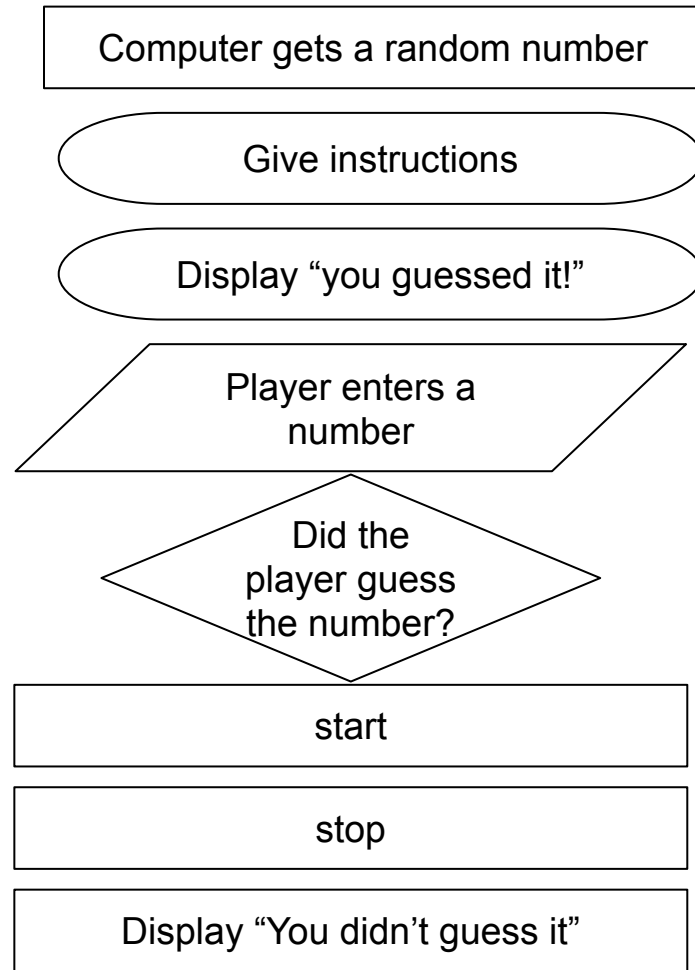 Computer gets a random number
Give instructions
Display “you guessed it!”
Player enters a
number
Did the
player guess
the number?
start
stop
Display “You didn’t guess it”